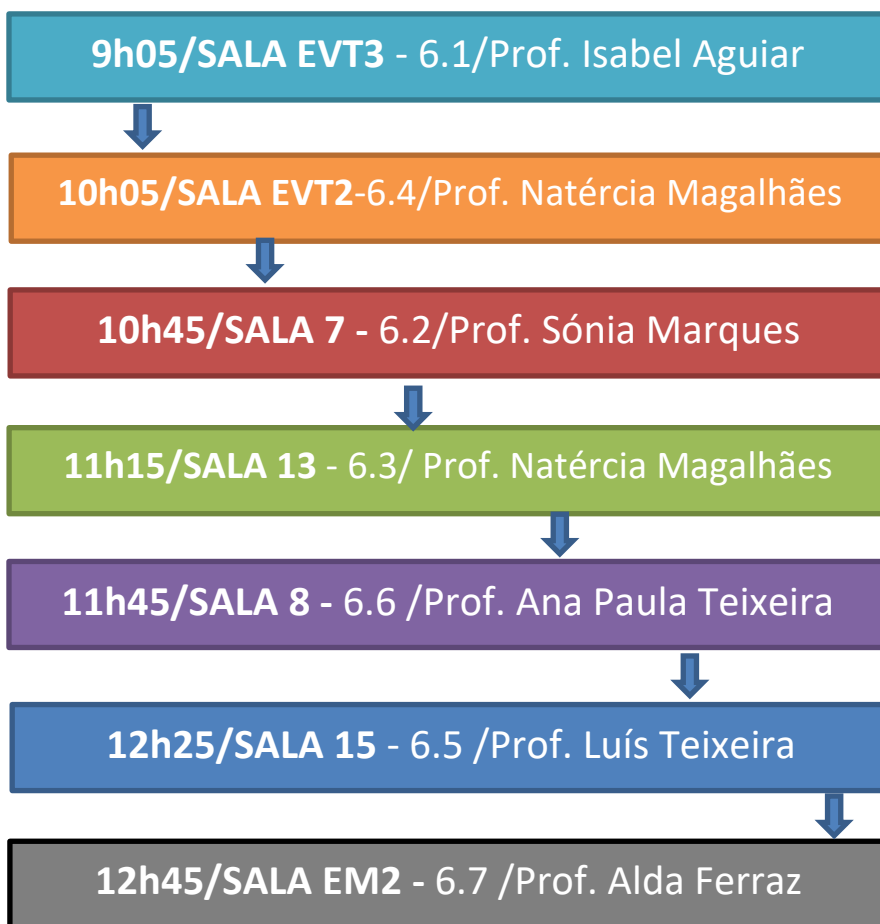 9h05/SALA EVT3 - 6.1/Prof. Isabel Aguiar
10h05/SALA EVT2-6.4/Prof. Natércia Magalhães
10h45/SALA 7 - 6.2/Prof. Sónia Marques
11h15/SALA 13 - 6.3/ Prof. Natércia Magalhães
11h45/SALA 8 - 6.6 /Prof. Ana Paula Teixeira
12h25/SALA 15 - 6.5 /Prof. Luís Teixeira
12h45/SALA EM2 - 6.7 /Prof. Alda Ferraz